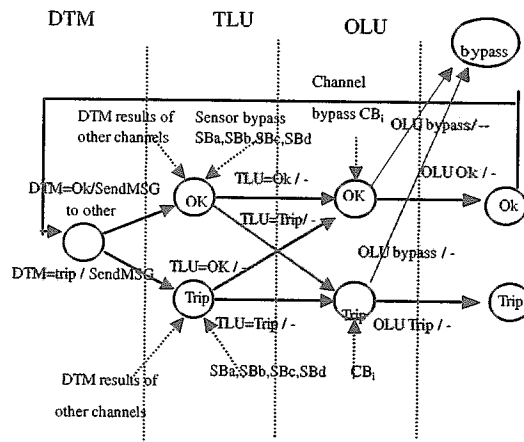 DTM
TLU
OLU
bypass
Channel
bypass CBi
DTM results of
other channels
Sensor bypass
SBa,SBb,SBc,SBd
OLU bypass/--
DTM=Ok/SendMSG
to other
OK
TLU=Ok / -
OK
OLU Ok / -
Ok
TLU=Trip/ -
OLU bypass / -
DTM=trip / SendMSG
TLU=OK / -
Trip
TLU=Trip/ -
Trip
OLU Trip / -
Trip
SBa,SBb,SBc,SBd
CBi
DTM results of
other channels